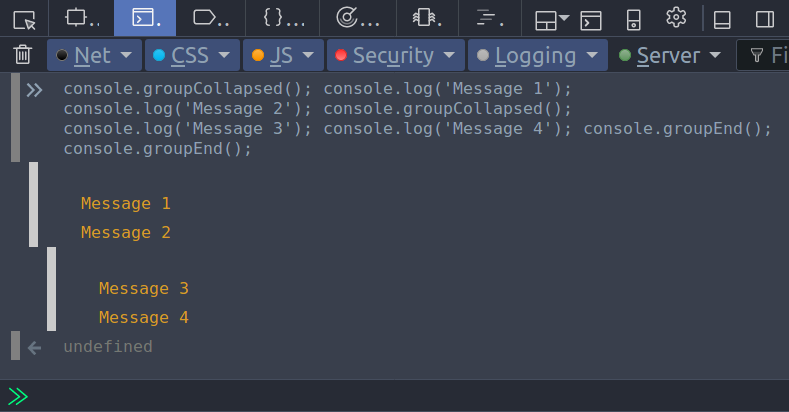 Net CSS JS Security Logging Server Fi
console.groupCollapsed(); console.log('Message 1');
console.log('Message 2'); console.groupCollapsed();
console.log('Message 3'); console.log('Message 4'); console.groupEnd();
console.groupEnd();
Message 1
Message 2
Message 3
Message 4
undefined